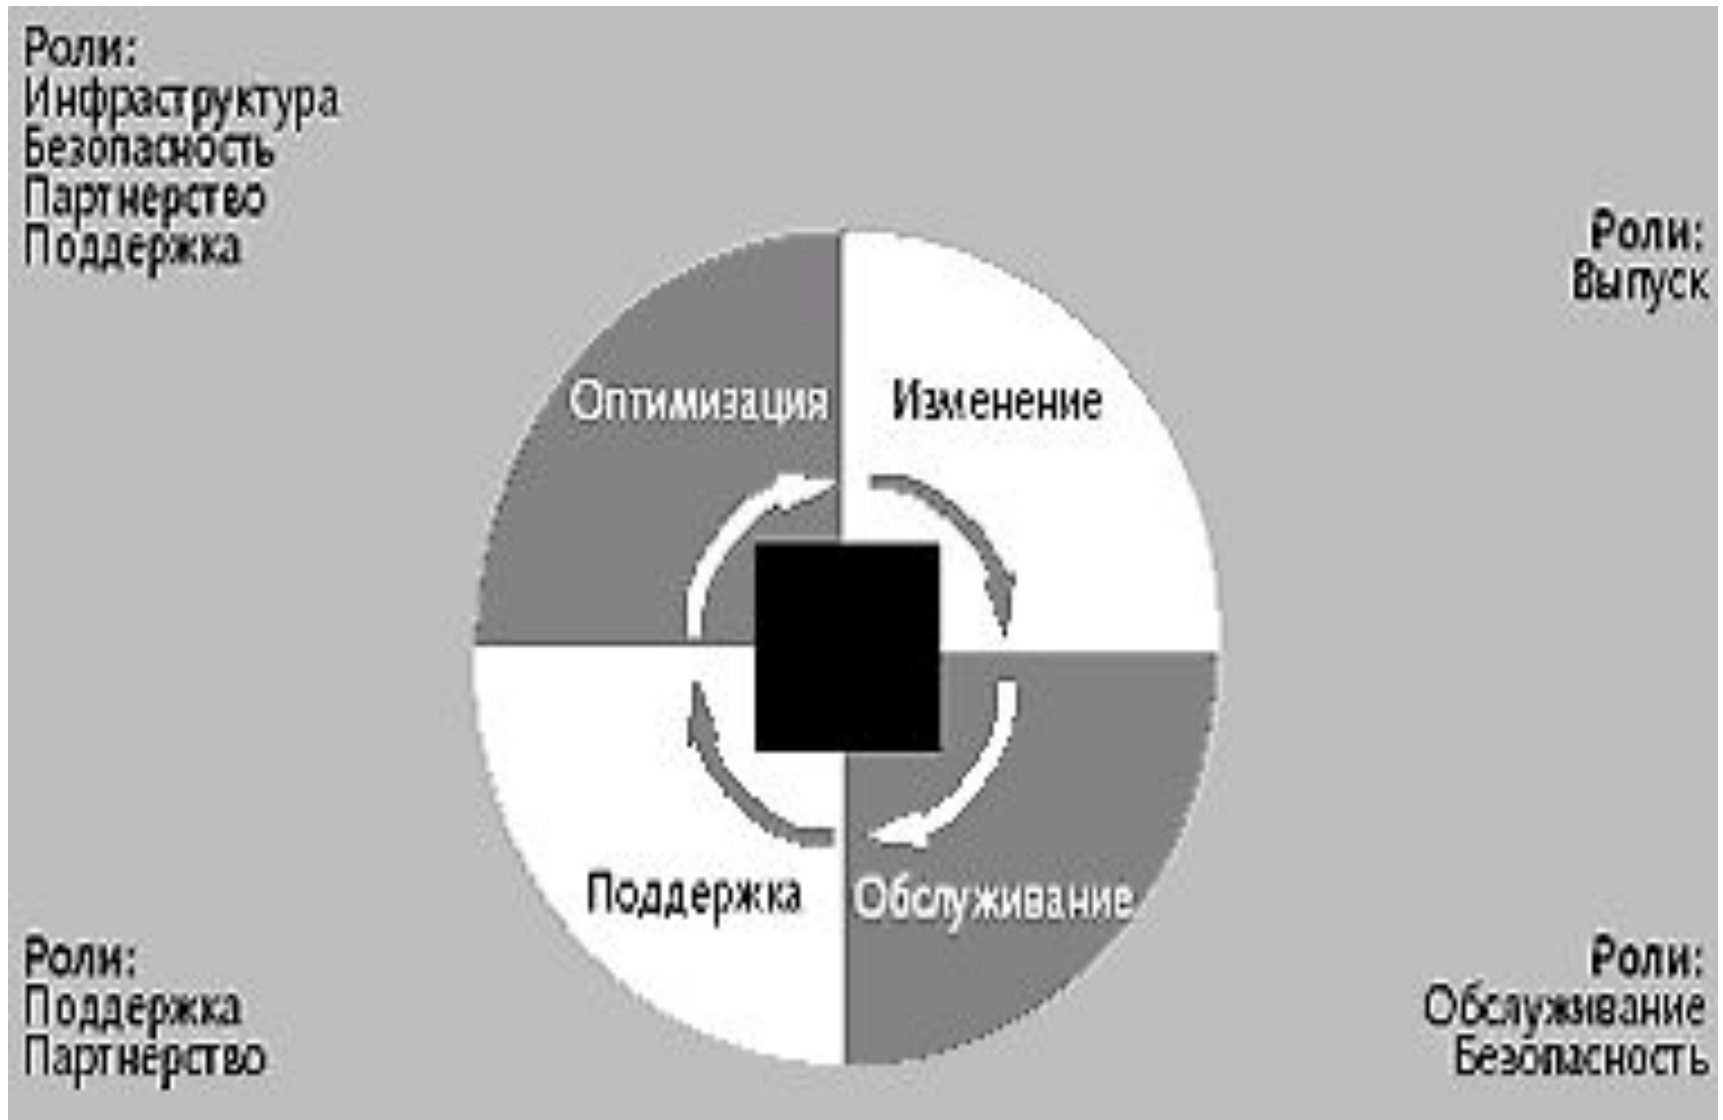 Роли:
Инфраструктура
Безопасность
Партнерство
Поддержка
Роли:
Выпуск
Оптимизация
Изменение
Поддержка
Обслуживание
Роли:
Поддержка
Партнерство
Роли:
Обслуживание
Безопасность